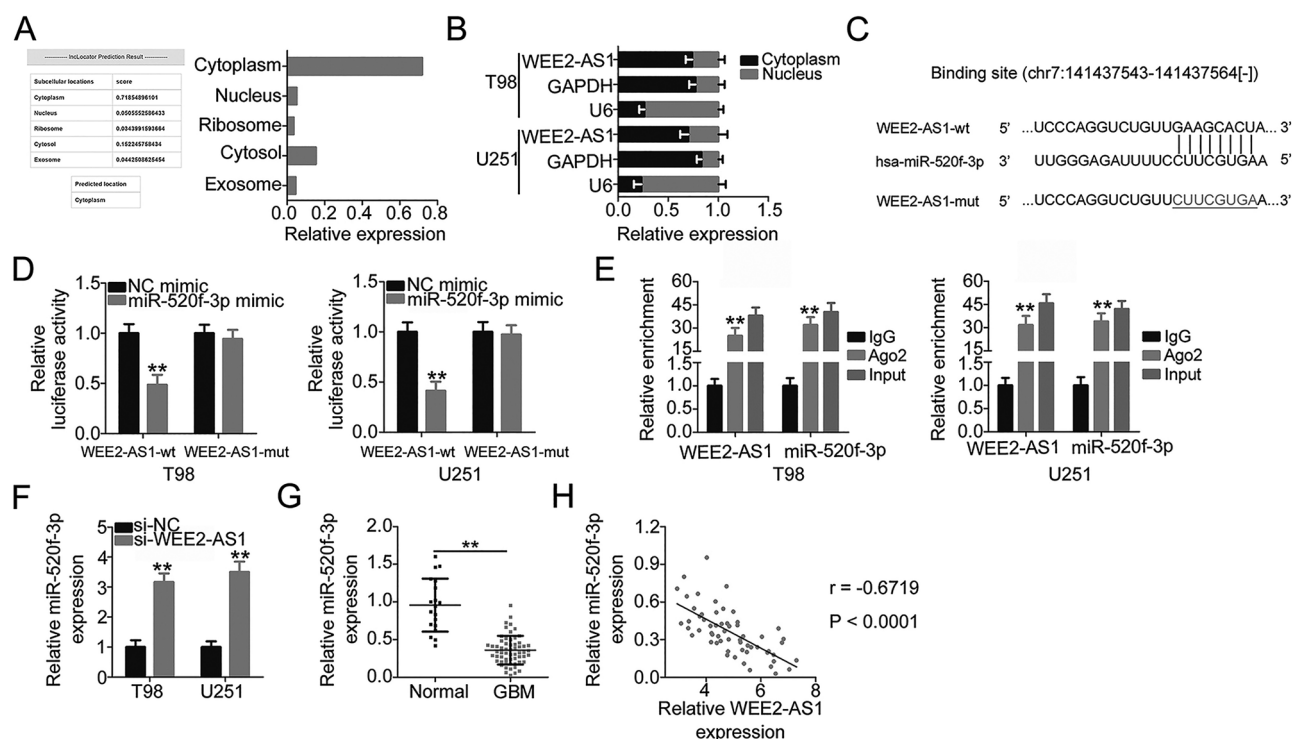 A
---------- lncLocator Prediction Result ----------
Subcellular locations score
Cytoplasm 0.71854896101
Nucleus 0.0505552586433
Ribosome 0.0343991593664
Cytosol 0.152245758434
Exosome 0.0442508625454
Predicted location
Cytoplasm
Cytoplasm
Nucleus
Ribosome
Cytosol
Exosome
0.0 0.2 0.4 0.6 0.8
Relative expression
B
T98
WEE2-AS1
GAPDH
U6
U251
WEE2-AS1
GAPDH
U6
Cytoplasm
Nucleus
0.0 0.5 1.0 1.5
C
Binding site (chr7:141437543-141437564[-])
WEE2-AS1-wt 5' ...UCCCAGGUCUGUUGAAGCACUA... 3'
hsa-miR-520f-3p 3' UUGGGAGAUUUUCCUUCGUGAA 5'
WEE2-AS1-mut 5' ...UCCCAGGUCUGUUCUUCGUGAA... 3'
D
Relative
luciferase activity
1.5
1.0
0.5
0.0
NC mimic
miR-520f-3p mimic
**
WEE2-AS1-wt WEE2-AS1-mut
T98
Relative
luciferase activity
1.5
1.0
0.5
0.0
NC mimic
miR-520f-3p mimic
**
WEE2-AS1-wt WEE2-AS1-mut
U251
E
Relative enrichment
60
45
30
15
1.5
1.0
0.5
0.0
** **
IgG
Ago2
Input
WEE2-AS1 miR-520f-3p
T98
Relative enrichment
60
45
30
15
1.5
1.0
0.5
0.0
** **
IgG
Ago2
Input
WEE2-AS1 miR-520f-3p
U251
F
Relative miR-520f-3p
expression
5
4
3
2
1
0
si-NC
si-WEE2-AS1
** **
T98 U251
G
Relative miR-520f-3p
expression
2.0
1.5
1.0
0.5
0.0
**
Normal GBM
H
Relative miR-520f-3p
expression
1.2
0.9
0.6
0.3
0.0
4 6 8
Relative WEE2-AS1
expression
r = -0.6719
P < 0.0001